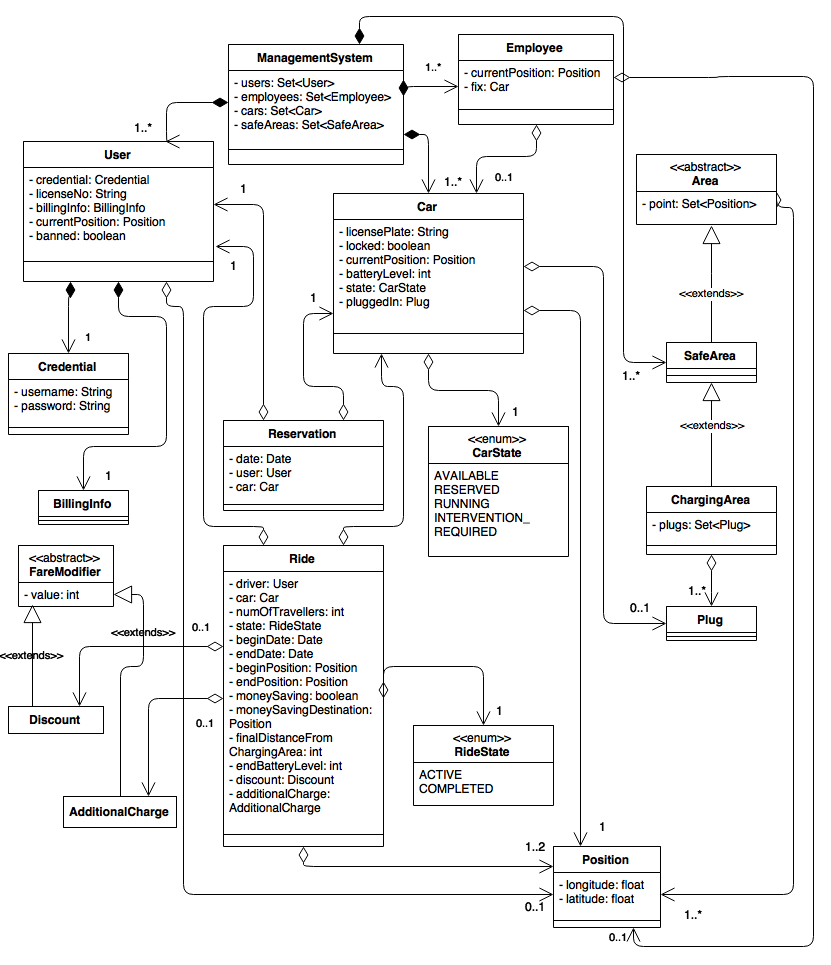 ManagementSystem
- users: Set<User>
- employees: Set<Employee>
- cars: Set<Car>
- safeAreas: Set<SafeArea>
1..*
Employee
- currentPosition: Position
- fix: Car
1..*
User
- credential: Credential
- licenseNo: String
- billingInfo: BillingInfo
- currentPosition: Position
- banned: boolean
1
1
1..*
0..1
Car
- licensePlate: String
- locked: boolean
- currentPosition: Position
- batteryLevel: int
- state: CarState
- pluggedIn: Plug
<<abstract>>
Area
- point: Set<Position>
<<extends>>
SafeArea
1..*
<<extends>>
1
1
Credential
- username: String
- password: String
1
BillingInfo
Reservation
- date: Date
- user: User
- car: Car
1
<<enum>>
CarState
AVAILABLE
RESERVED
RUNNING
INTERVENTION_
REQUIRED
ChargingArea
- plugs: Set<Plug>
1..*
0..1
Plug
<<abstract>>
FareModifier
- value: int
<<extends>>
<<extends>>
0..1
0..1
Discount
AdditionalCharge
Ride
- driver: User
- car: Car
- numOfTravellers: int
- state: RideState
- beginDate: Date
- endDate: Date
- beginPosition: Position
- endPosition: Position
- moneySaving: boolean
- moneySavingDestination:
Position
- finalDistanceFrom
ChargingArea: int
- endBatteryLevel: int
- discount: Discount
- additionalCharge:
AdditionalCharge
1
<<enum>>
RideState
ACTIVE
COMPLETED
1
1..2
Position
- longitude: float
- latitude: float
0..1
1..*
0..1